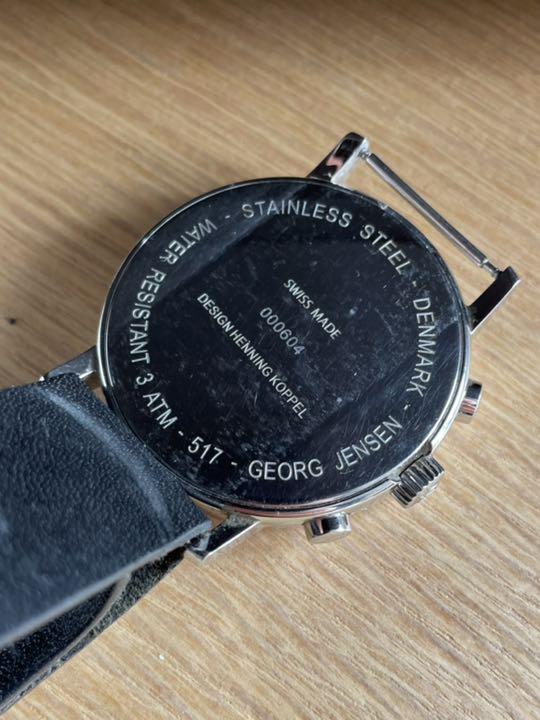 WATER RESISTANT 3 ATM - 517 - GEORG JENSEN - DENMARK - STAINLESS STEEL -
SWISS MADE
000604
DESIGN HENNING KOPPEL